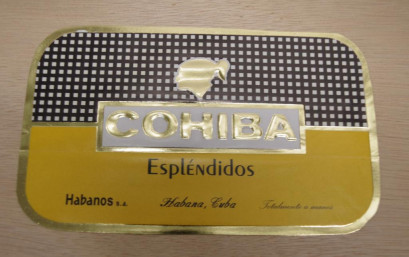 COHIBA
Espléndidos
Habanos s.a. Habana, Cuba Totalmente a mano